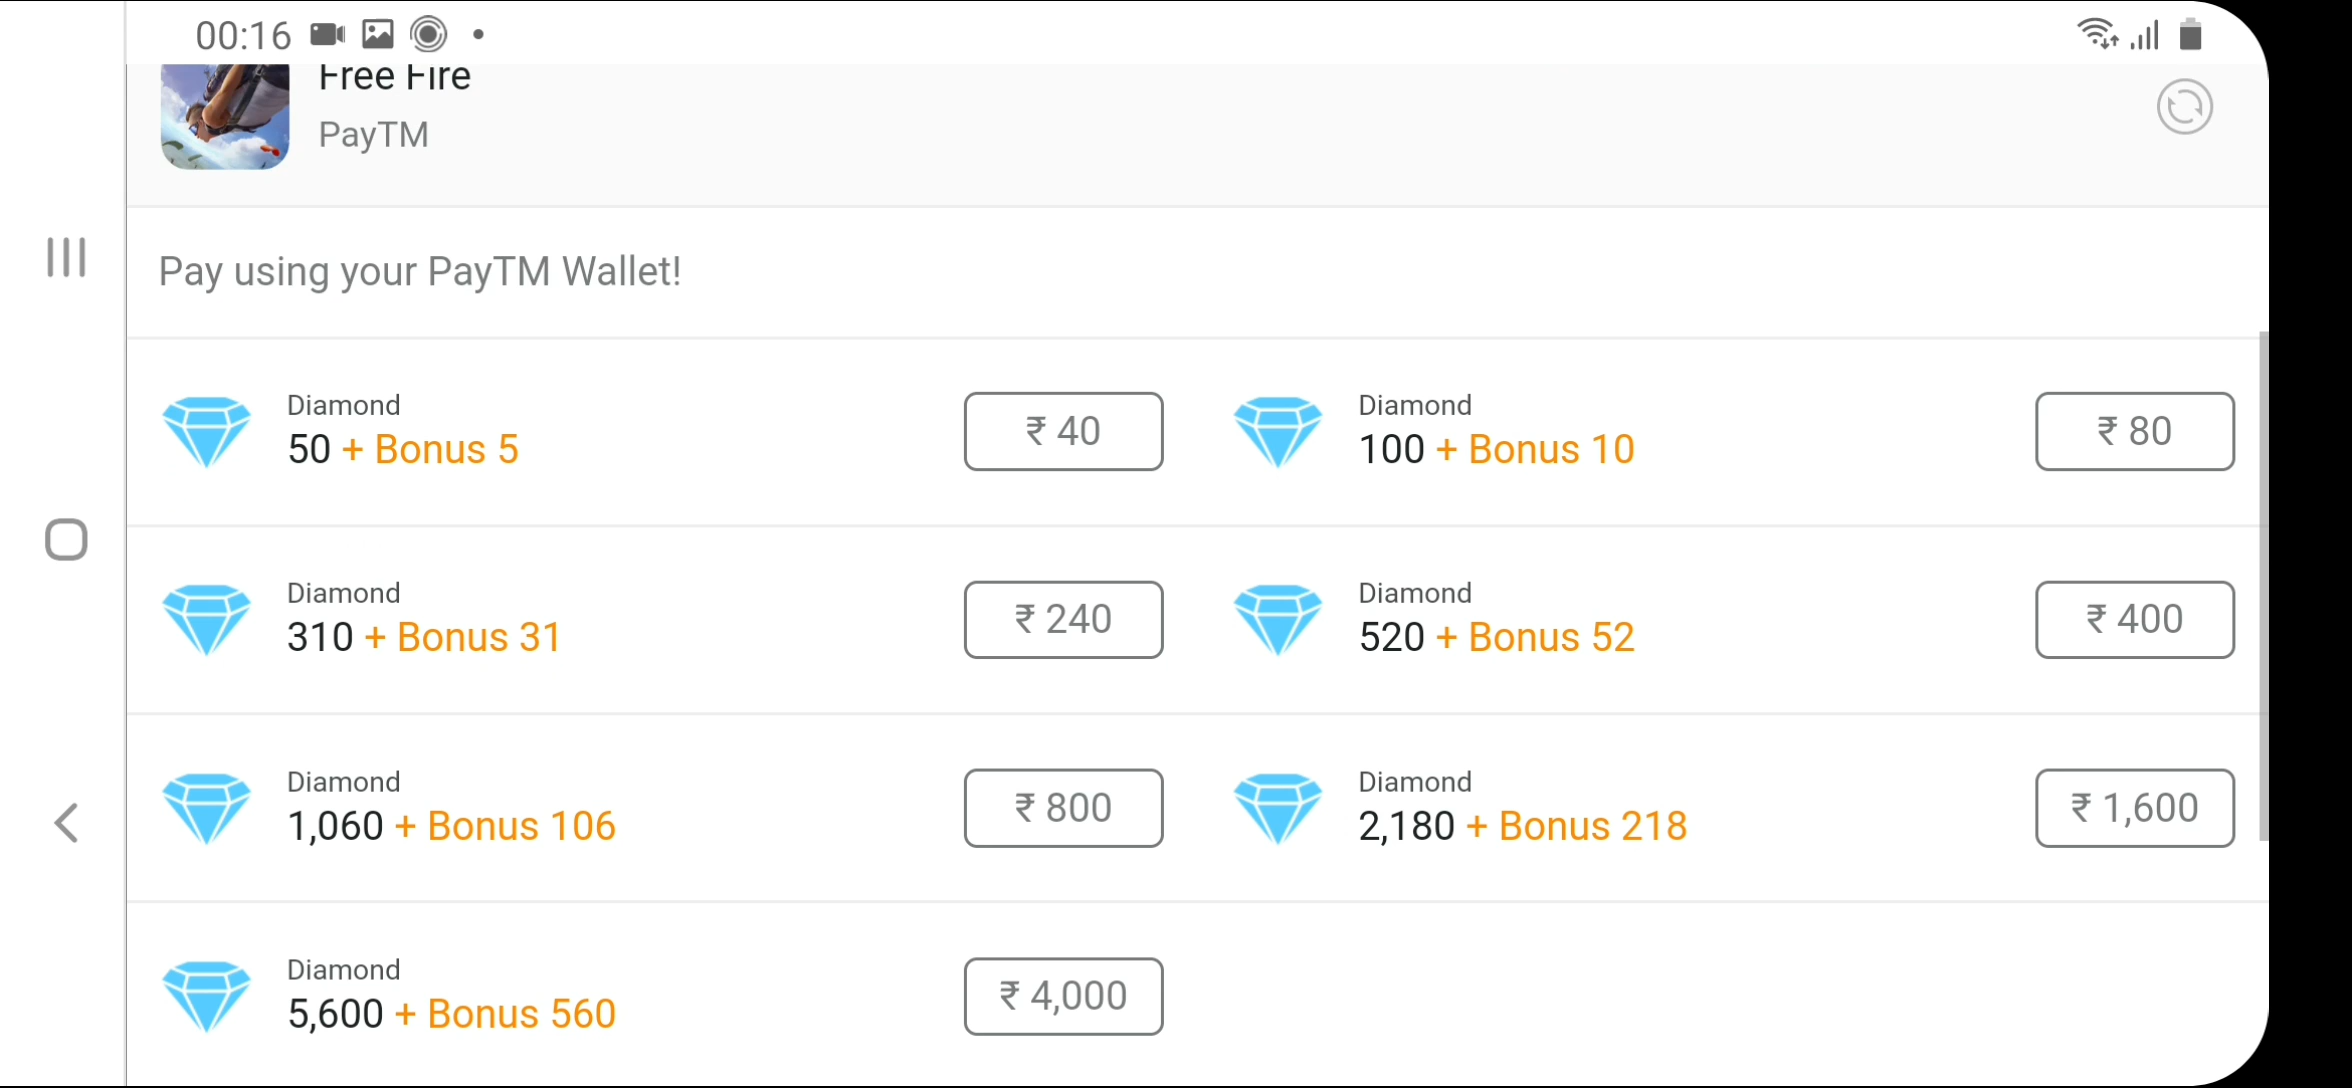 00:16
Free Fire
PayTM
Pay using your PayTM Wallet!
Diamond
50 + Bonus 5
₹ 40
Diamond
100 + Bonus 10
₹ 80
Diamond
310 + Bonus 31
₹ 240
Diamond
520 + Bonus 52
₹ 400
Diamond
1,060 + Bonus 106
₹ 800
Diamond
2,180 + Bonus 218
₹ 1,600
Diamond
5,600 + Bonus 560
₹ 4,000